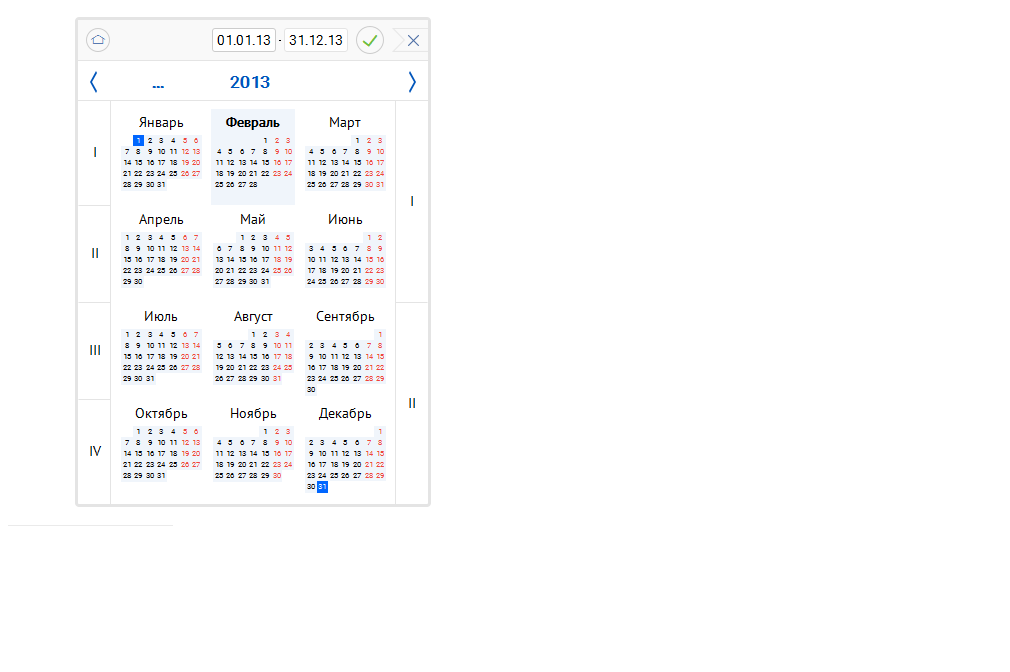 01.01.13 - 31.12.13
... 2013
Январь Февраль Март
1 2 3 4 5 6 1 2 3 1 2 3
7 8 9 10 11 12 13 4 5 6 7 8 9 10 4 5 6 7 8 9 10
I
14 15 16 17 18 19 20 11 12 13 14 15 16 17 11 12 13 14 15 16 17
21 22 23 24 25 26 27 18 19 20 21 22 23 24 18 19 20 21 22 23 24
28 29 30 31 25 26 27 28 25 26 27 28 29 30 31
I
Апрель Май Июнь
1 2 3 4 5 6 7 1 2 3 4 5 1 2
8 9 10 11 12 13 14 6 7 8 9 10 11 12 3 4 5 6 7 8 9
II
15 16 17 18 19 20 21 13 14 15 16 17 18 19 10 11 12 13 14 15 16
22 23 24 25 26 27 28 20 21 22 23 24 25 26 17 18 19 20 21 22 23
29 30 27 28 29 30 31 24 25 26 27 28 29 30
Июль Август Сентябрь
1 2 3 4 5 6 7 1 2 3 4 1
8 9 10 11 12 13 14 5 6 7 8 9 10 11 2 3 4 5 6 7 8
III
15 16 17 18 19 20 21 12 13 14 15 16 17 18 9 10 11 12 13 14 15
22 23 24 25 26 27 28 19 20 21 22 23 24 25 16 17 18 19 20 21 22
29 30 31 26 27 28 29 30 31 23 24 25 26 27 28 29
30
II
Октябрь Ноябрь Декабрь
1 2 3 4 5 6 1 2 3 1
7 8 9 10 11 12 13 4 5 6 7 8 9 10 2 3 4 5 6 7 8
IV
14 15 16 17 18 19 20 11 12 13 14 15 16 17 9 10 11 12 13 14 15
21 22 23 24 25 26 27 18 19 20 21 22 23 24 16 17 18 19 20 21 22
28 29 30 31 25 26 27 28 29 30 23 24 25 26 27 28 29
30 31